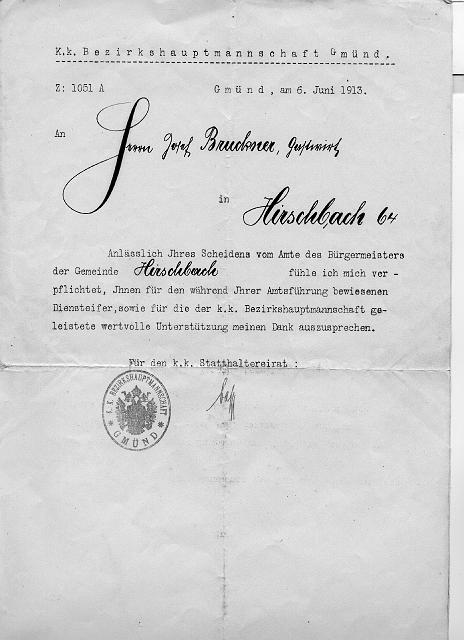 K.k. Bezirkshauptmannschaft Gmünd.
Z: 1051 A Gmünd, am 6. Juni 1913.
An
Herrn Josef Bruckner, Gastwirt
in
Hirschbach 64
Anlässlich Jhres Scheidens vom Amte des Bürgermeisters
der Gemeinde Hirschbach fühle ich mich ver-
pflichtet, Jhnen für den während Jhrer Amtsführung bewiesenen
Diensteifer, sowie für die der k.k. Bezirkshauptmannschaft ge-
leistete wertvolle Unterstützung meinen Dank auszusprechen.
Für den k.k. Statthaltereirat :
* K.K. BEZIRKSHAUPTMANNSCHAFT *
GMÜND